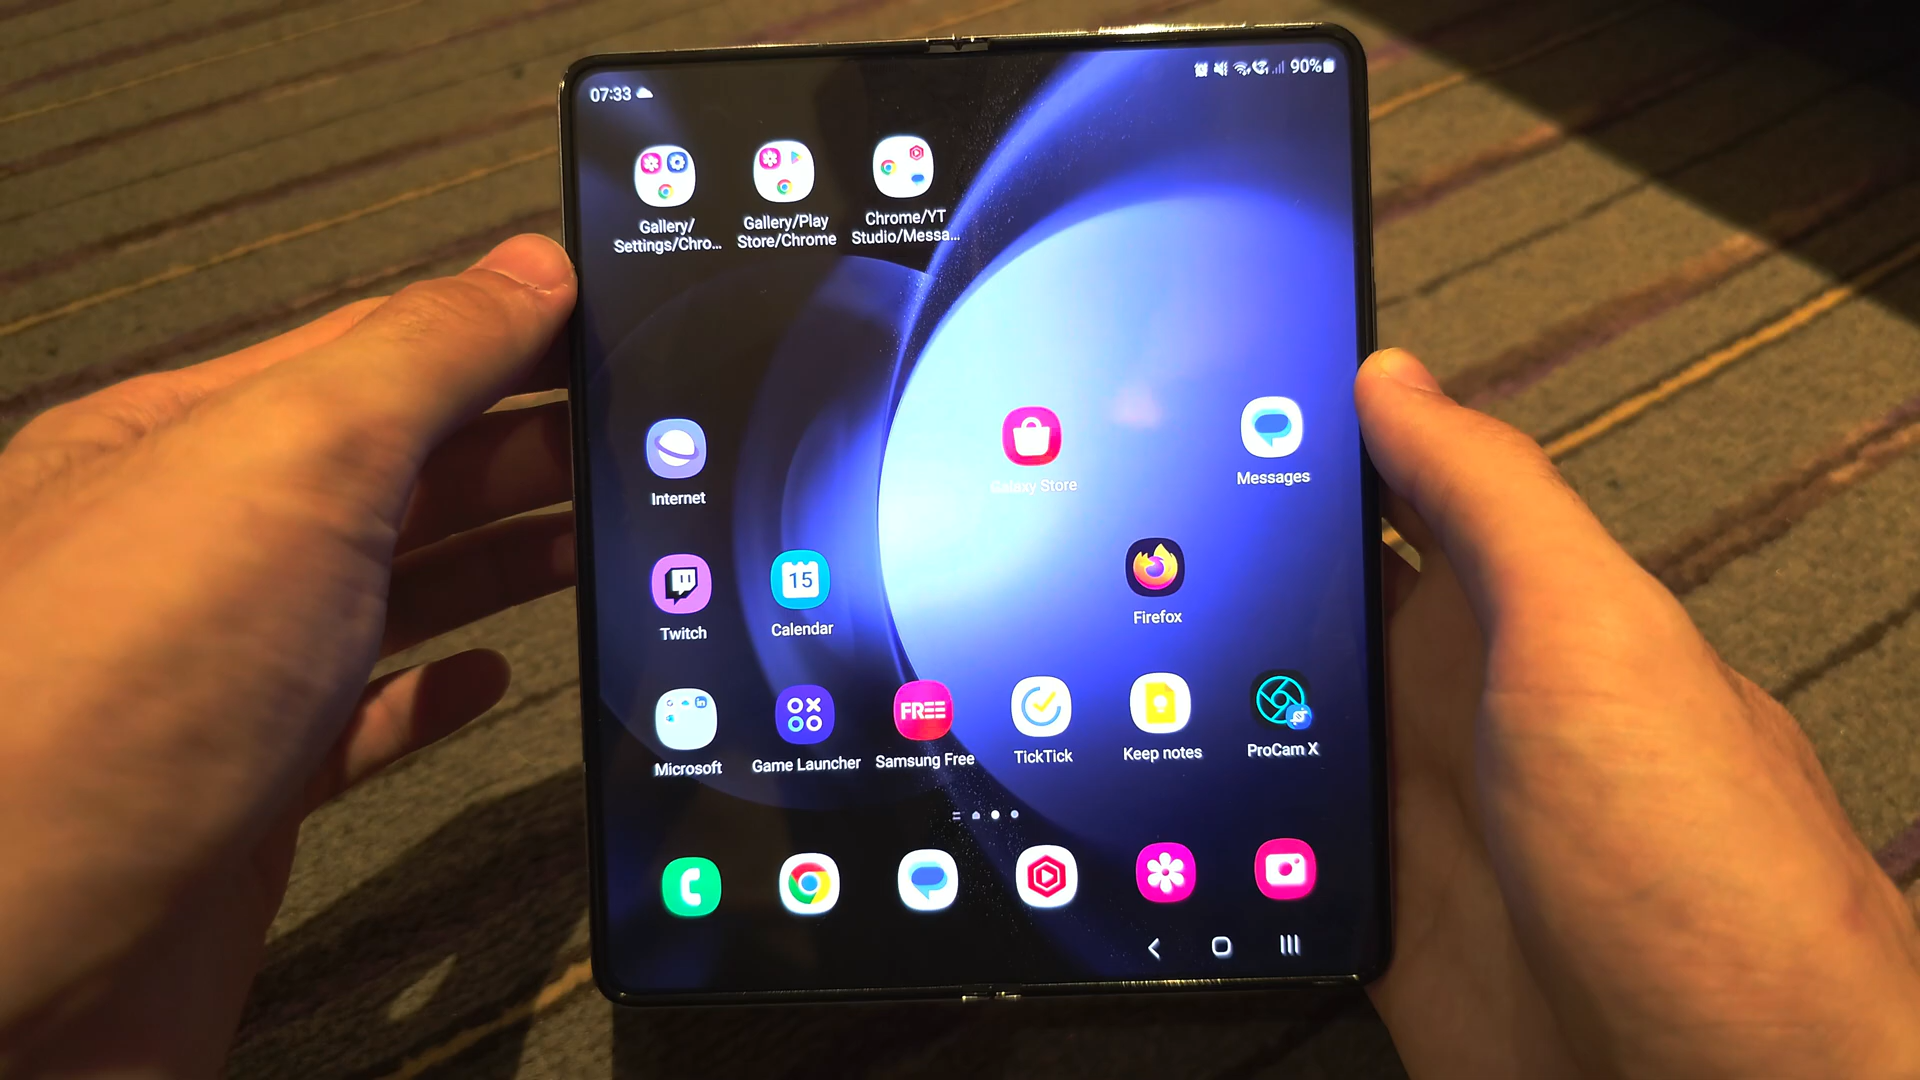 07:33
90%
Gallery/
Settings/Chro...
Gallery/Play
Store/Chrome
Chrome/YT
Studio/Messa...
Internet
Galaxy Store
Messages
Twitch
15
Calendar
Firefox
Microsoft
Game Launcher
FREE
Samsung Free
TickTick
Keep notes
ProCam X